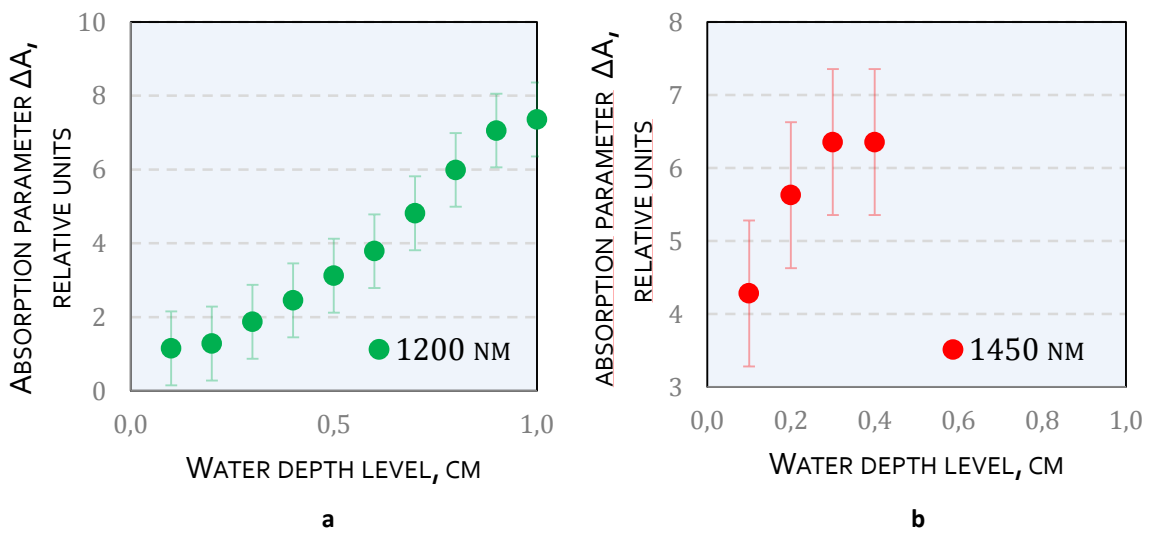 ABSORPTION PARAMETER ΔA,
RELATIVE UNITS
10
8
6
4
2
0
0,0
0,5
1,0
1200 NM
WATER DEPTH LEVEL, CM
a
ABSORPTION PARAMETER ΔA,
RELATIVE UNITS
8
7
6
5
4
3
0,0
0,2
0,4
0,6
0,8
1,0
1450 NM
WATER DEPTH LEVEL, CM
b